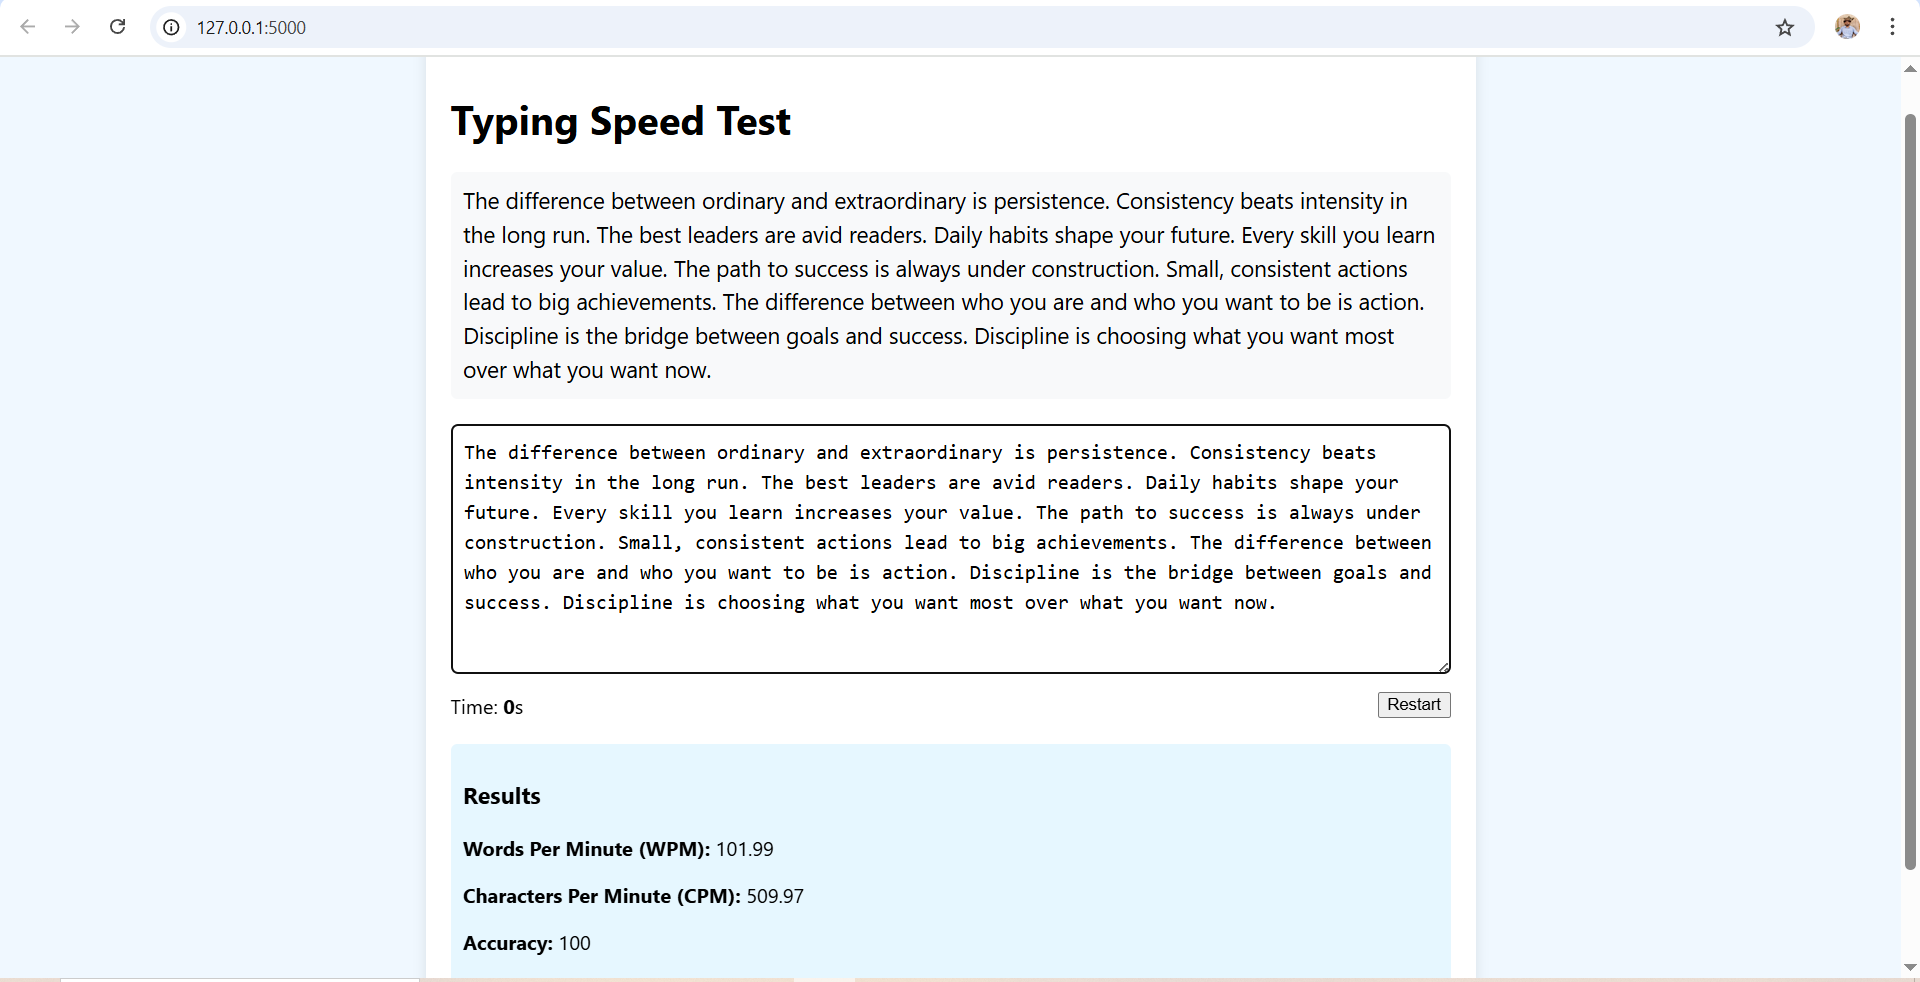 127.0.0.1:5000
Typing Speed Test
The difference between ordinary and extraordinary is persistence. Consistency beats intensity in
the long run. The best leaders are avid readers. Daily habits shape your future. Every skill you learn
increases your value. The path to success is always under construction. Small, consistent actions
lead to big achievements. The difference between who you are and who you want to be is action.
Discipline is the bridge between goals and success. Discipline is choosing what you want most
over what you want now.
The difference between ordinary and extraordinary is persistence. Consistency beats
intensity in the long run. The best leaders are avid readers. Daily habits shape your
future. Every skill you learn increases your value. The path to success is always under
construction. Small, consistent actions lead to big achievements. The difference between
who you are and who you want to be is action. Discipline is the bridge between goals and
success. Discipline is choosing what you want most over what you want now.
Time: 0s
Restart
Results
Words Per Minute (WPM): 101.99
Characters Per Minute (CPM): 509.97
Accuracy: 100